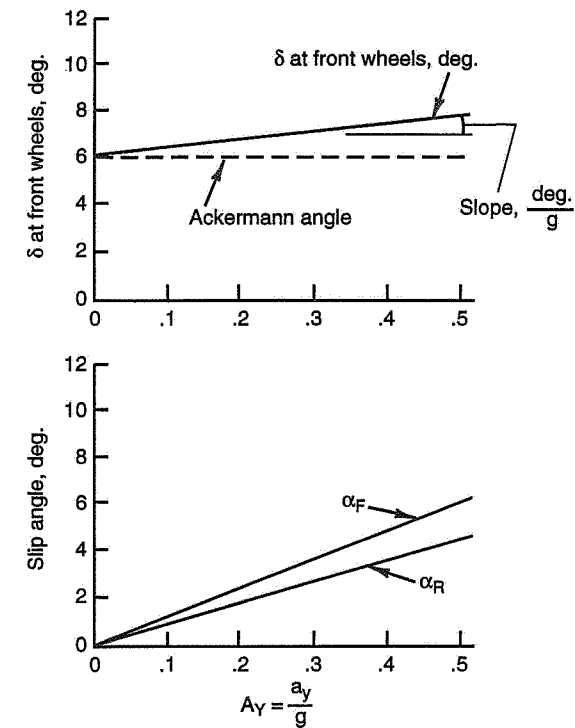 12
10
8
6
4
2
0
δ at front wheels, deg.
δ at front wheels, deg.
Ackermann angle
Slope, deg./g
0 .1 .2 .3 .4 .5
12
10
8
6
4
2
0
Slip angle, deg.
αF
αR
0 .1 .2 .3 .4 .5
AY = ay/g